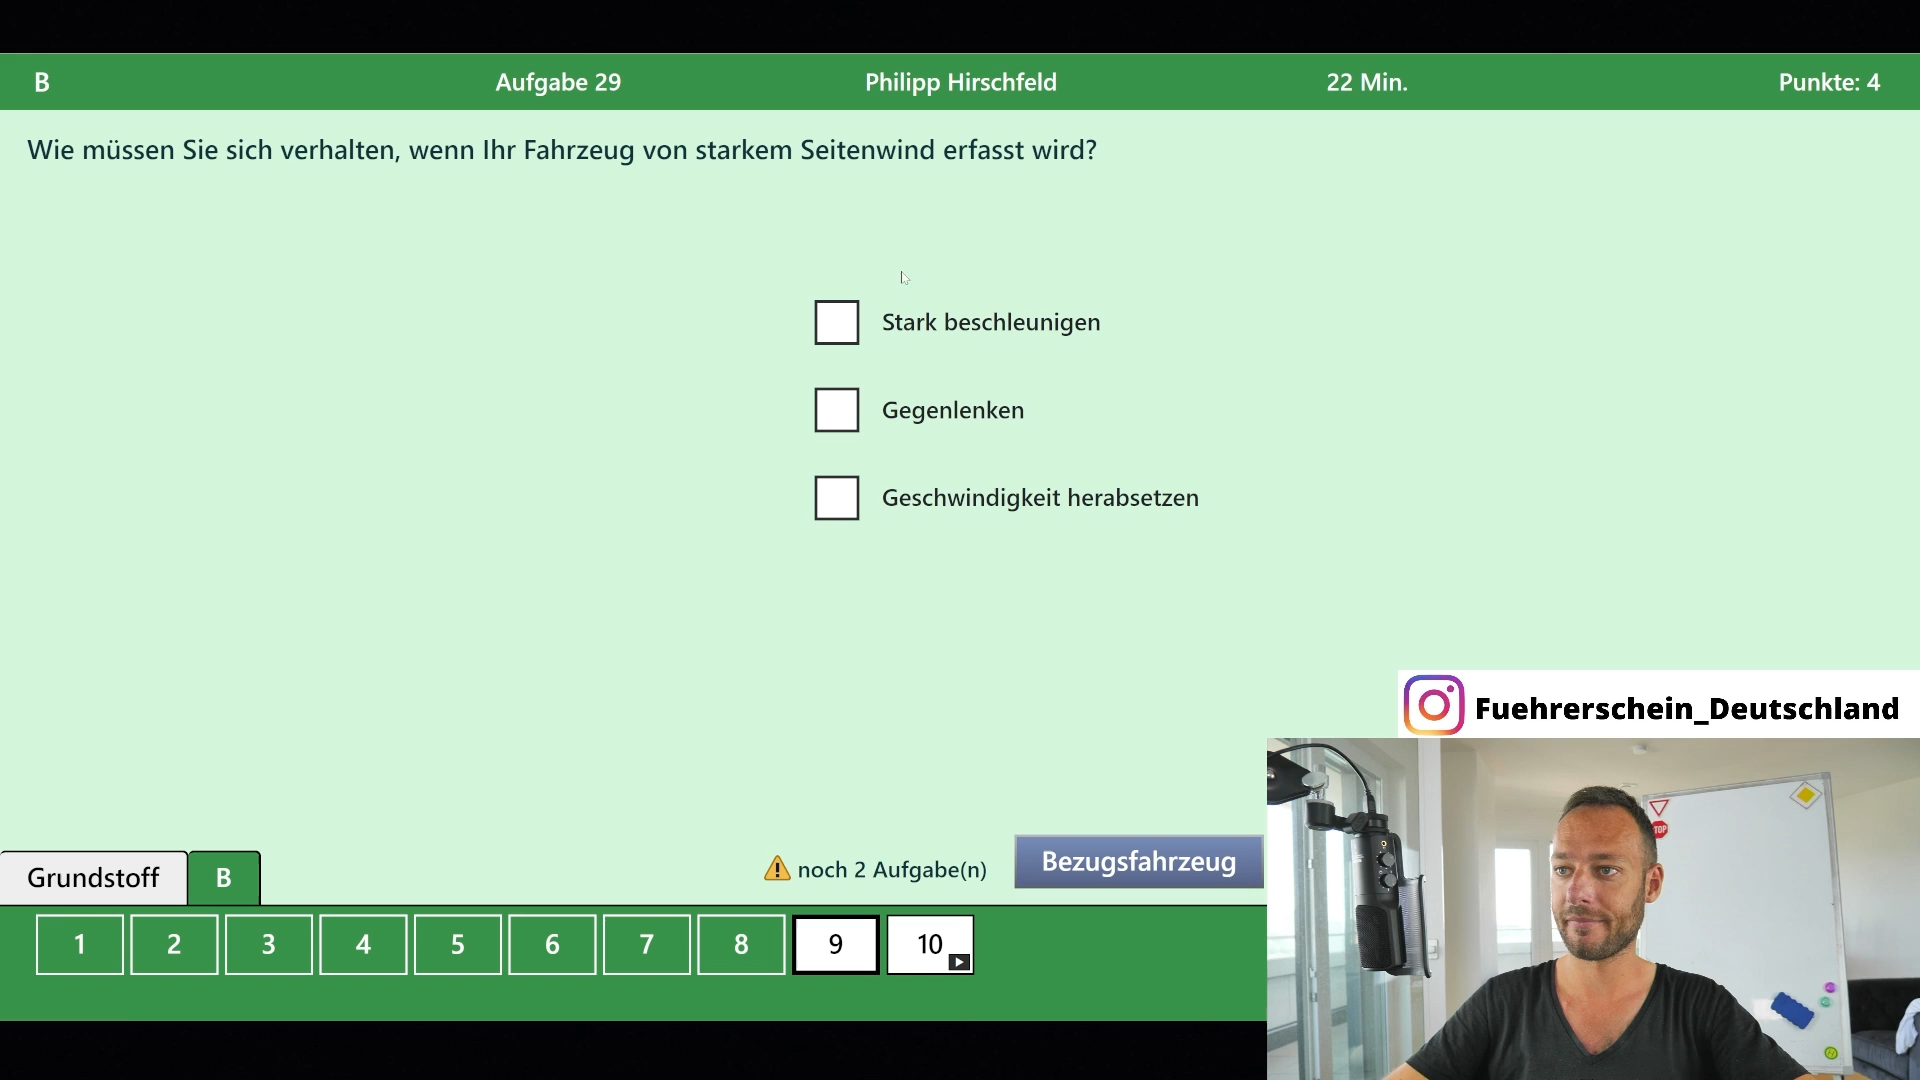 B Aufgabe 29 Philipp Hirschfeld 22 Min. Punkte: 4
Wie müssen Sie sich verhalten, wenn Ihr Fahrzeug von starkem Seitenwind erfasst wird?
Stark beschleunigen
Gegenlenken
Geschwindigkeit herabsetzen
Fuehrerschein_Deutschland
STOP
noch 2 Aufgabe(n)
Bezugsfahrzeug
Grundstoff B
1 2 3 4 5 6 7 8 9 10